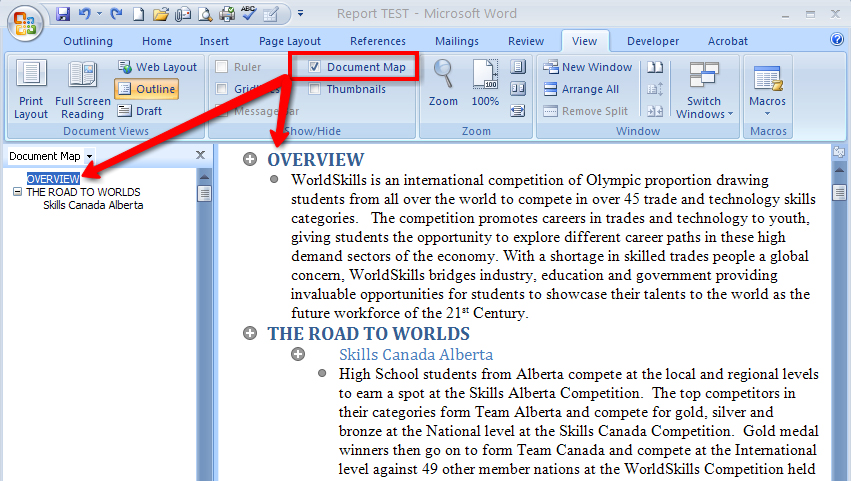 Report TEST - Microsoft Word
Outlining Home Insert Page Layout References Mailings Review View Developer Acrobat
Web Layout Ruler Document Map New Window
Outline Thumbnails Arrange All
Print Layout Full Screen Reading Draft Zoom 100% Remove Split Switch Windows Macros
Document Views Show/Hide Zoom Window Macros
Document Map
OVERVIEW
THE ROAD TO WORLDS
Skills Canada Alberta
OVERVIEW
WorldSkills is an international competition of Olympic proportion drawing
students from all over the world to compete in over 45 trade and technology skills
categories. The competition promotes careers in trades and technology to youth,
giving students the opportunity to explore different career paths in these high
demand sectors of the economy. With a shortage in skilled trades people a global
concern, WorldSkills bridges industry, education and government providing
invaluable opportunities for students to showcase their talents to the world as the
future workforce of the 21st Century.
THE ROAD TO WORLDS
Skills Canada Alberta
High School students from Alberta compete at the local and regional levels
to earn a spot at the Skills Alberta Competition. The top competitors in
their categories form Team Alberta and compete for gold, silver and
bronze at the National level at the Skills Canada Competition. Gold medal
winners then go on to form Team Canada and compete at the International
level against 49 other member nations at the WorldSkills Competition held